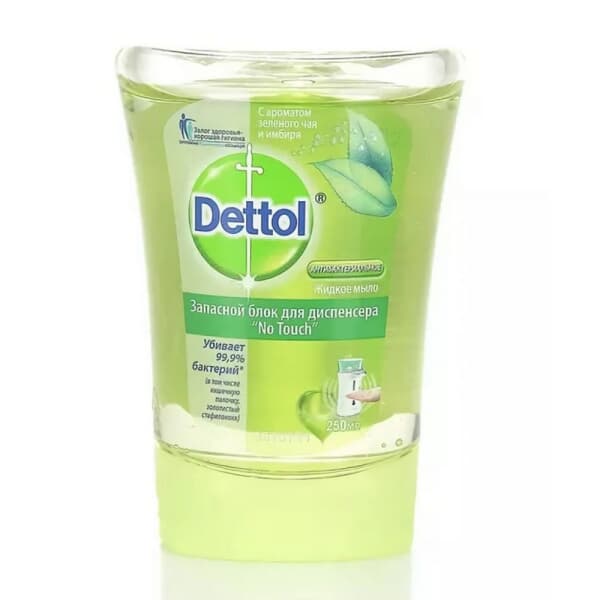 Залог здоровья-
хорошая гигиена
С ароматом
зелёного чая
и имбиря
Dettol®
АНТИБАКТЕРИАЛЬНОЕ
Жидкое мыло
Запасной блок для диспенсера
"No Touch"
Убивает
99,9%
бактерий*
(в том числе
кишечную
палочку,
золотистый
стафилококк)
250 мл